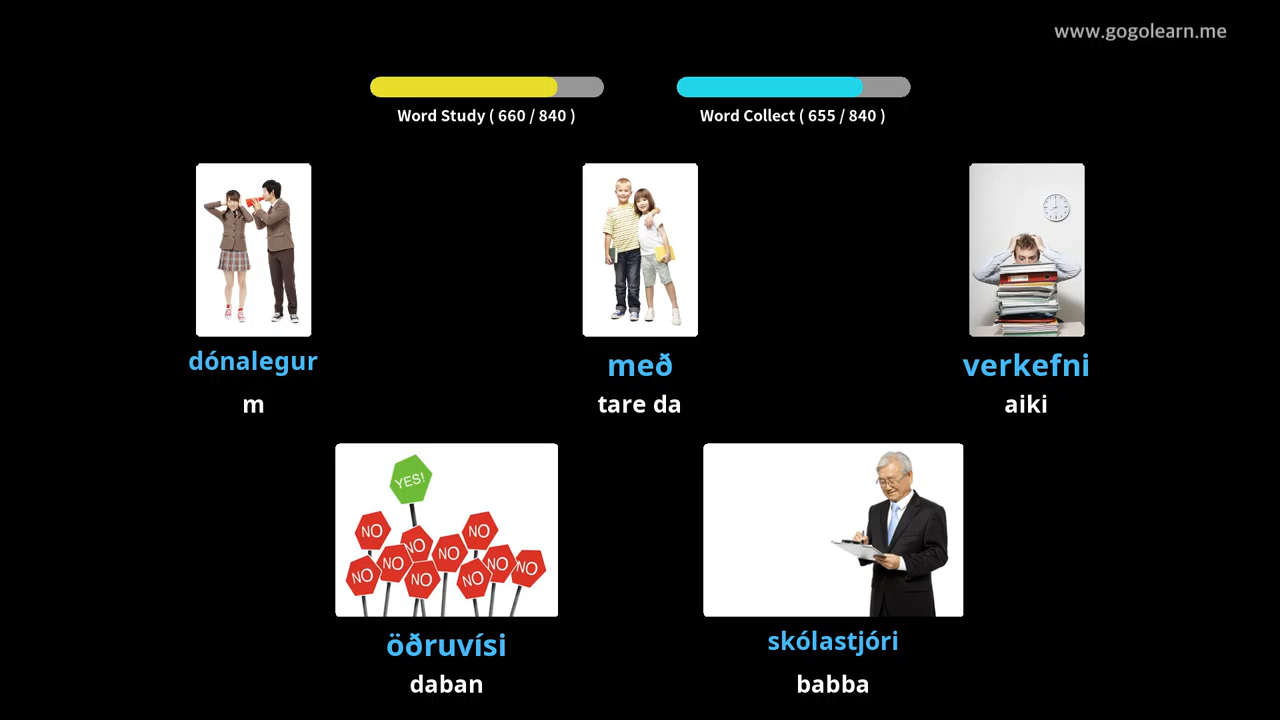 www.gogolearn.me
Word Study ( 660 / 840 )
Word Collect ( 655 / 840 )
dónalegur
m
með
tare da
verkefni
aiki
YES!
NO
NO
NO
NO
NO
NO
NO
NO
NO
NO
öðruvísi
daban
skólastjóri
babba